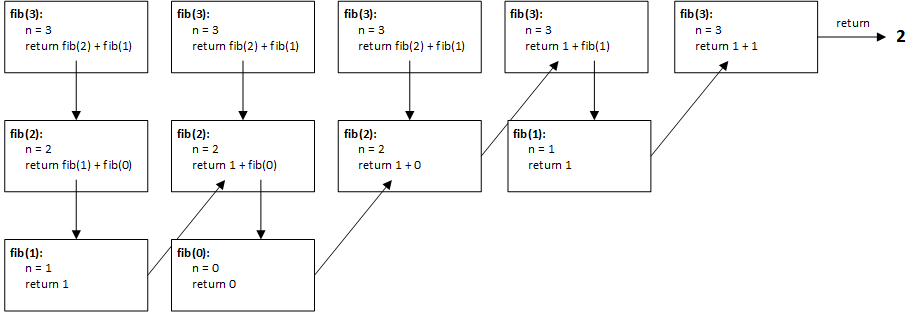 fib(3):
n = 3
return fib(2) + fib(1)
fib(3):
n = 3
return fib(2) + fib(1)
fib(3):
n = 3
return fib(2) + fib(1)
fib(3):
n = 3
return 1 + fib(1)
fib(3):
n = 3
return 1 + 1
return
2
fib(2):
n = 2
return fib(1) + fib(0)
fib(2):
n = 2
return 1 + fib(0)
fib(2):
n = 2
return 1 + 0
fib(1):
n = 1
return 1
fib(1):
n = 1
return 1
fib(0):
n = 0
return 0